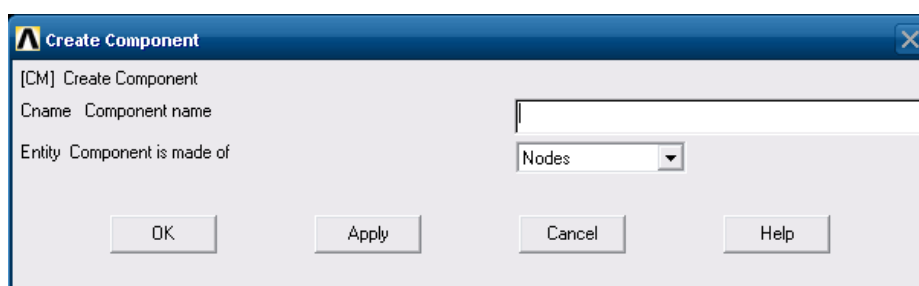 Create Component
[CM] Create Component
Cname Component name
Entity Component is made of Nodes
OK Apply Cancel Help